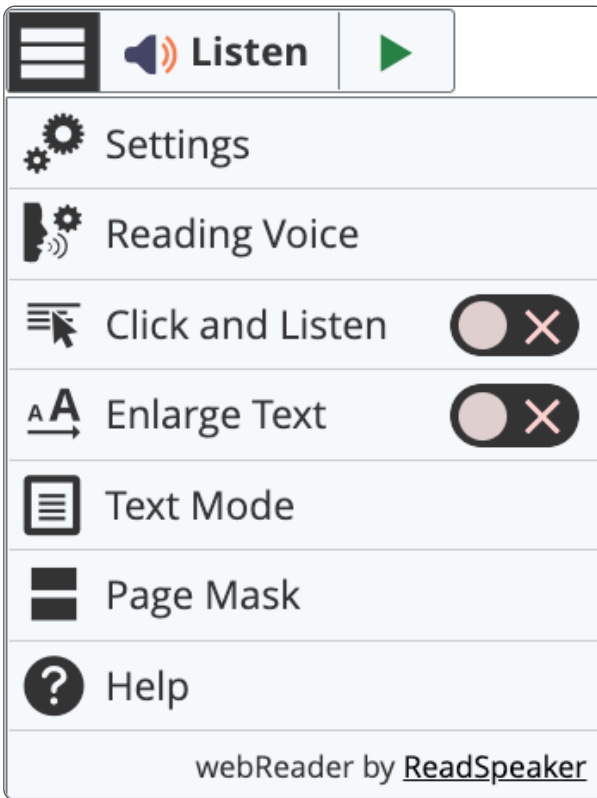 Listen
Settings
Reading Voice
Click and Listen
A A Enlarge Text
Text Mode
Page Mask
? Help
webReader by ReadSpeaker